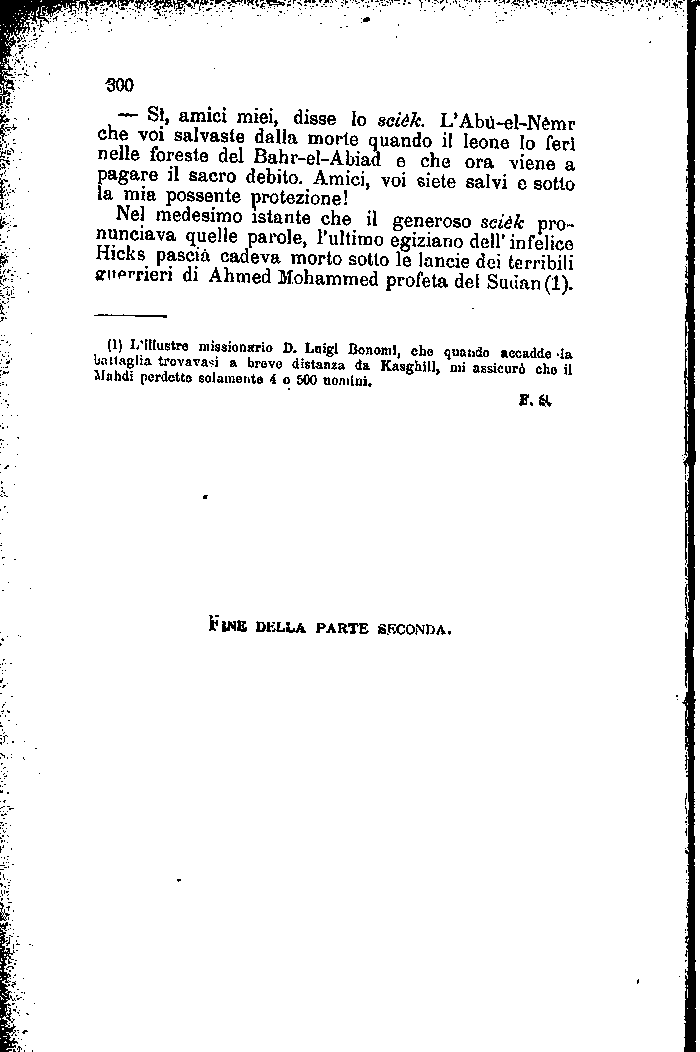 300
— Sì, amici miei, disse lo scièk. L'Abù-el-Nèmr
che voi salvaste dalla morte quando il leone lo ferì
nelle foreste del Bahr-el-Abiad e che ora viene a
pagare il sacro debito. Amici, voi siete salvi e sotto
la mia possente protezione!
Nel medesimo istante che il generoso scièk pro-
nunciava quelle parole, l'ultimo egiziano dell'infelice
Hicks pascià cadeva morto sotto le lancie dei terribili
guerrieri di Ahmed Mohammed profeta del Sudan (1).
(1) L'illustre missionario D. Luigi Bonomi, che quando accadde la
battaglia trovavasi a breve distanza da Kasghill, mi assicurò che il
Mahdi perdette solamente 4 o 500 uomini.
E. S.
FINE DELLA PARTE SECONDA.